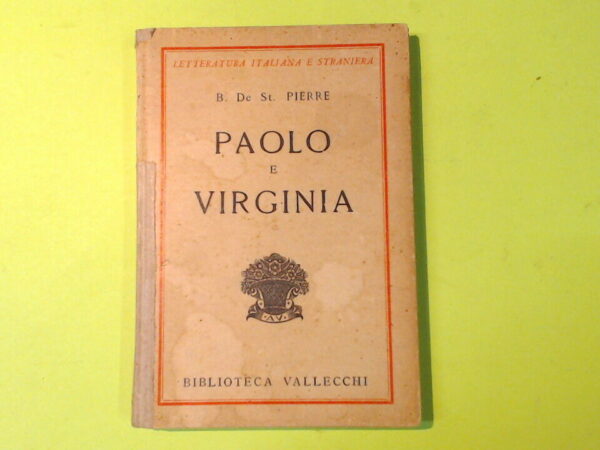 LETTERATURA ITALIANA E STRANIERA
B. De St. PIERRE
PAOLO
E
VIRGINIA
A.V.
BIBLIOTECA VALLECCHI